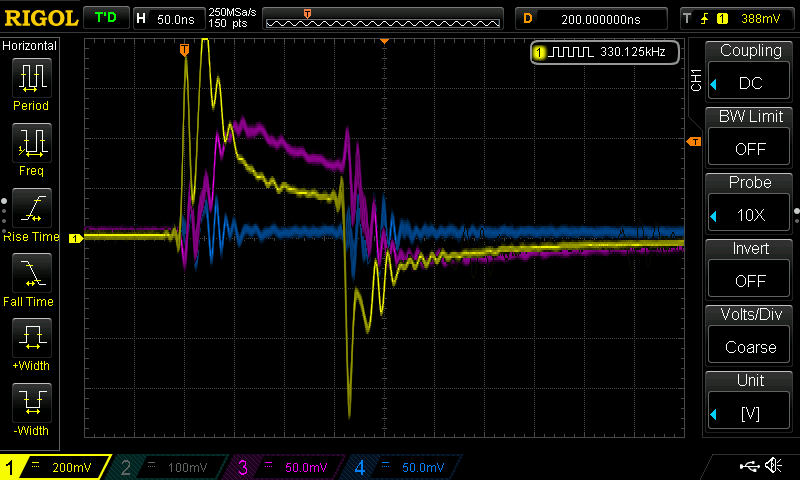 RIGOL T'D H 50.0ns 250MSa/s D 200.000000ns T 1 388mV
150 pts
Horizontal
Period
Freq
Rise Time
Fall Time
+Width
-Width
T
1 330.125kHz
T
1
CH1
Coupling
DC
BW Limit
OFF
Probe
10X
Invert
OFF
Volts/Div
Coarse
Unit
[V]
1 200mV 2 100mV 3 50.0mV 4 50.0mV